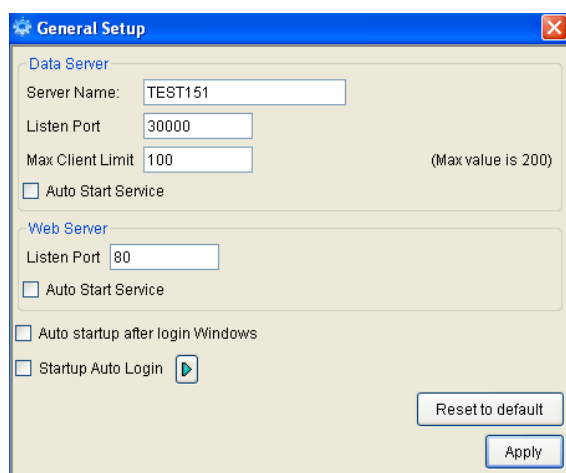 General Setup
Data Server
Server Name: TEST151
Listen Port 30000
Max Client Limit 100 (Max value is 200)
Auto Start Service
Web Server
Listen Port 80
Auto Start Service
Auto startup after login Windows
Startup Auto Login
Reset to default
Apply